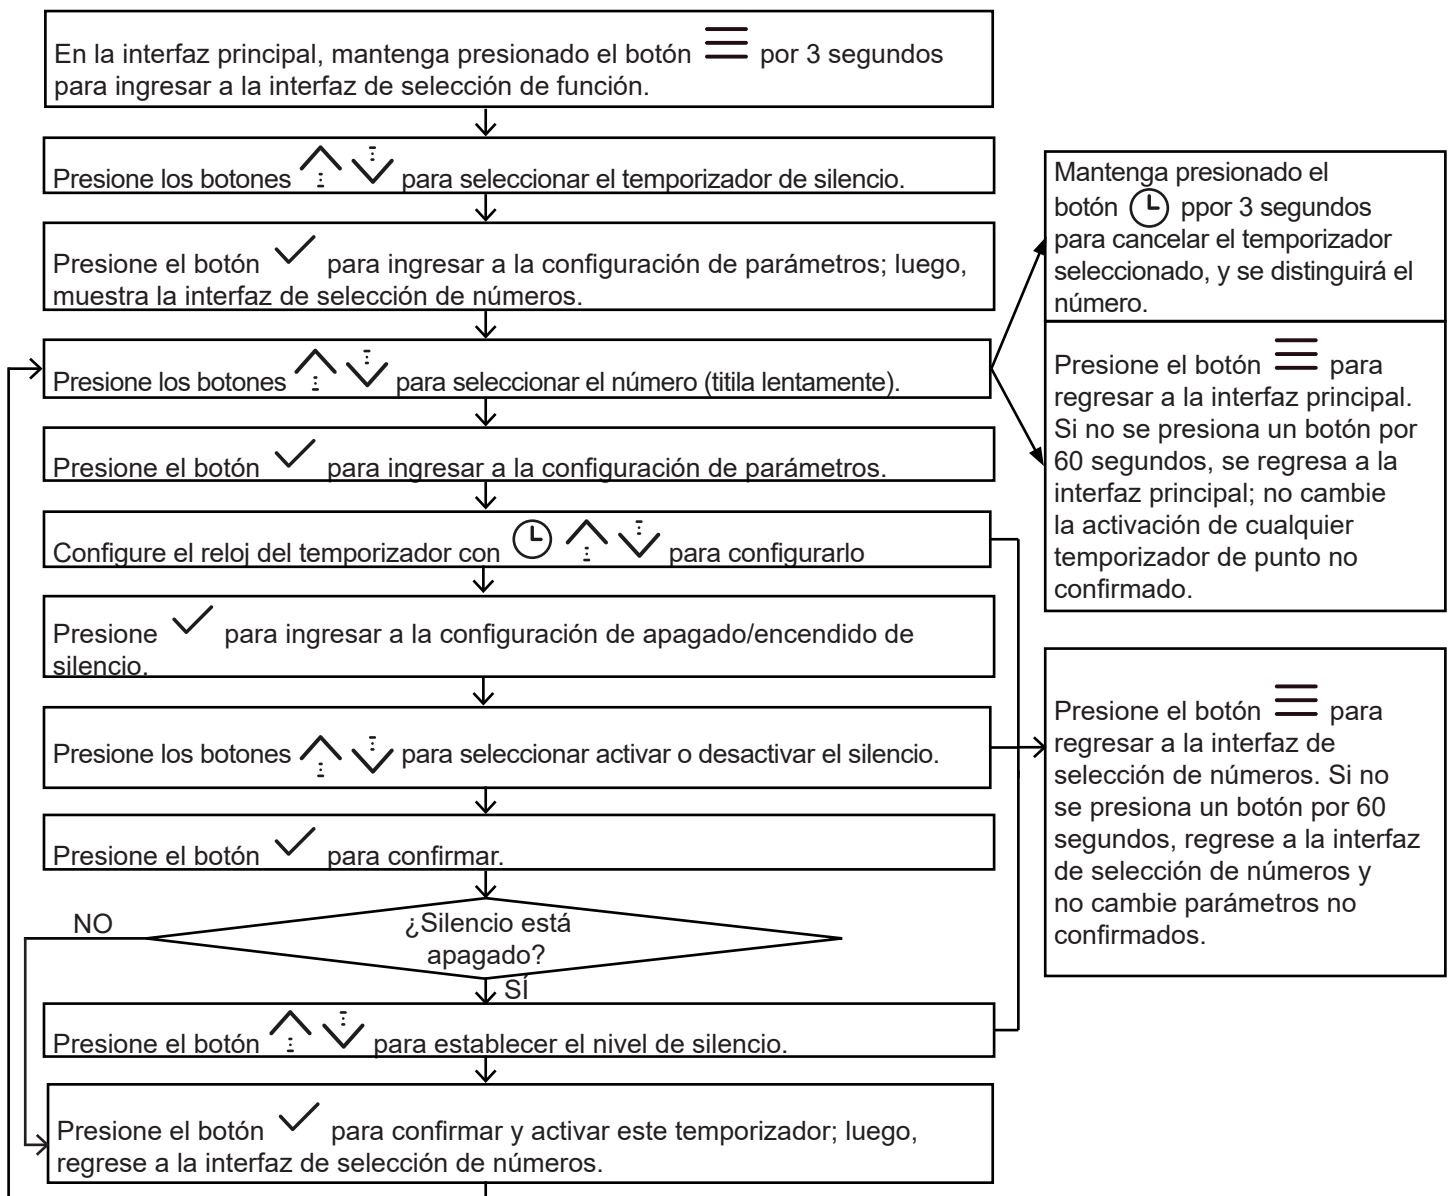 En la interfaz principal, mantenga presionado el botón por 3 segundos
para ingresar a la interfaz de selección de función.
Presione los botones para seleccionar el temporizador de silencio.
Presione el botón para ingresar a la configuración de parámetros; luego,
muestra la interfaz de selección de números.
Presione los botones para seleccionar el número (titila lentamente).
Presione el botón para ingresar a la configuración de parámetros.
Configure el reloj del temporizador con para configurarlo
Presione para ingresar a la configuración de apagado/encendido de
silencio.
Presione los botones para seleccionar activar o desactivar el silencio.
Presione el botón para confirmar.
NO
¿Silencio está
apagado?
SÍ
Presione el botón para establecer el nivel de silencio.
Presione el botón para confirmar y activar este temporizador; luego,
regrese a la interfaz de selección de números.
Mantenga presionado el
botón ppor 3 segundos
para cancelar el temporizador
seleccionado, y se distinguirá el
número.
Presione el botón para
regresar a la interfaz principal.
Si no se presiona un botón por
60 segundos, se regresa a la
interfaz principal; no cambie
la activación de cualquier
temporizador de punto no
confirmado.
Presione el botón para
regresar a la interfaz de
selección de números. Si no
se presiona un botón por 60
segundos, regrese a la interfaz
de selección de números y
no cambie parámetros no
confirmados.